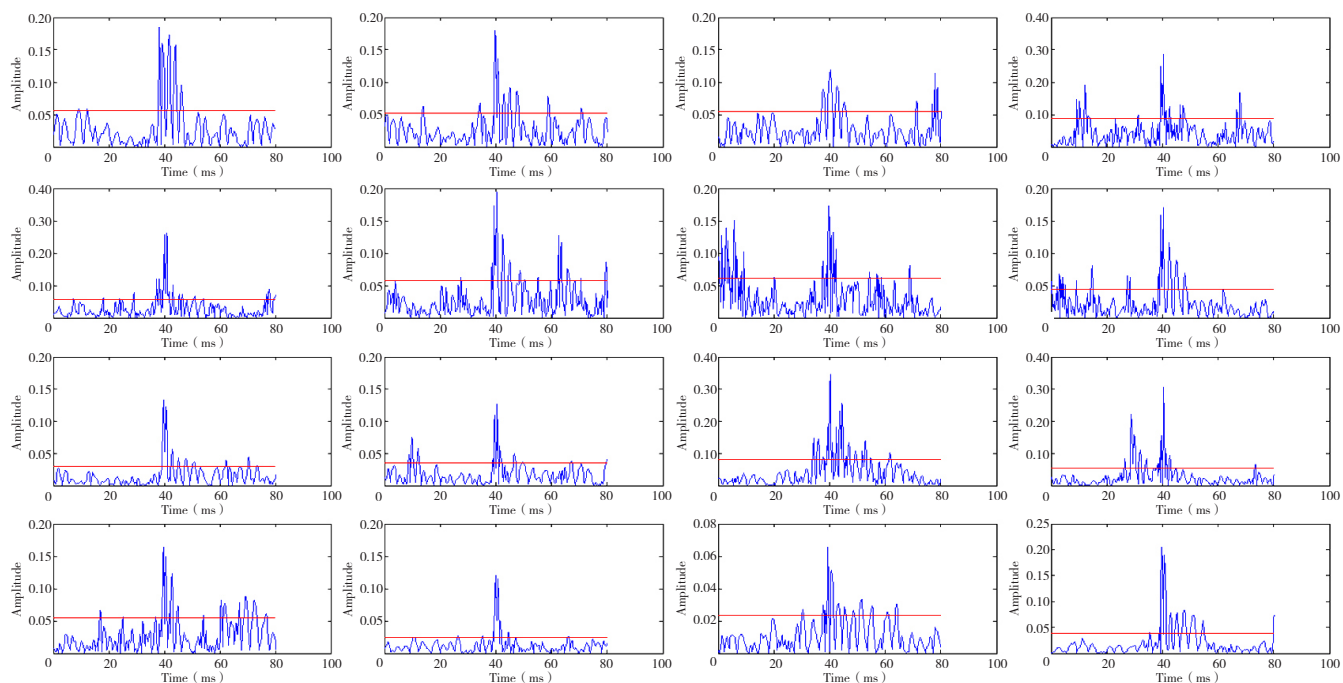 0.20 0.20 0.20 0.40
0.15 0.15 0.15 0.30
Amplitude Amplitude Amplitude Amplitude
0.10 0.10 0.10 0.20
0.05 0.05 0.05 0.10
0 20 40 60 80 100 0 20 40 60 80 100 0 20 40 60 80 100 0 20 40 60 80 100
Time（ms） Time（ms） Time（ms） Time（ms）
0.40 0.20 0.20 0.20
0.30 0.15 0.15 0.15
Amplitude Amplitude Amplitude Amplitude
0.20 0.10 0.10 0.10
0.10 0.05 0.05 0.05
0 20 40 60 80 100 0 20 40 60 80 100 0 20 40 60 80 100 0 20 40 60 80 100
Time（ms） Time（ms） Time（ms） Time（ms）
0.20 0.20 0.40 0.40
0.15 0.15 0.30 0.30
Amplitude Amplitude Amplitude Amplitude
0.10 0.10 0.20 0.20
0.05 0.05 0.10 0.10
0 20 40 60 80 100 0 20 40 60 80 100 0 20 40 60 80 100 0 20 40 60 80 100
Time（ms） Time（ms） Time（ms） Time（ms）
0.20 0.20 0.08 0.25
0.20
0.15 0.15 0.06
Amplitude Amplitude Amplitude Amplitude
0.15
0.10 0.10 0.04
0.10
0.05 0.05 0.02
0.05
0 20 40 60 80 100 0 20 40 60 80 100 0 20 40 60 80 100 0 20 40 60 80 100
Time（ms） Time（ms） Time（ms） Time（ms）